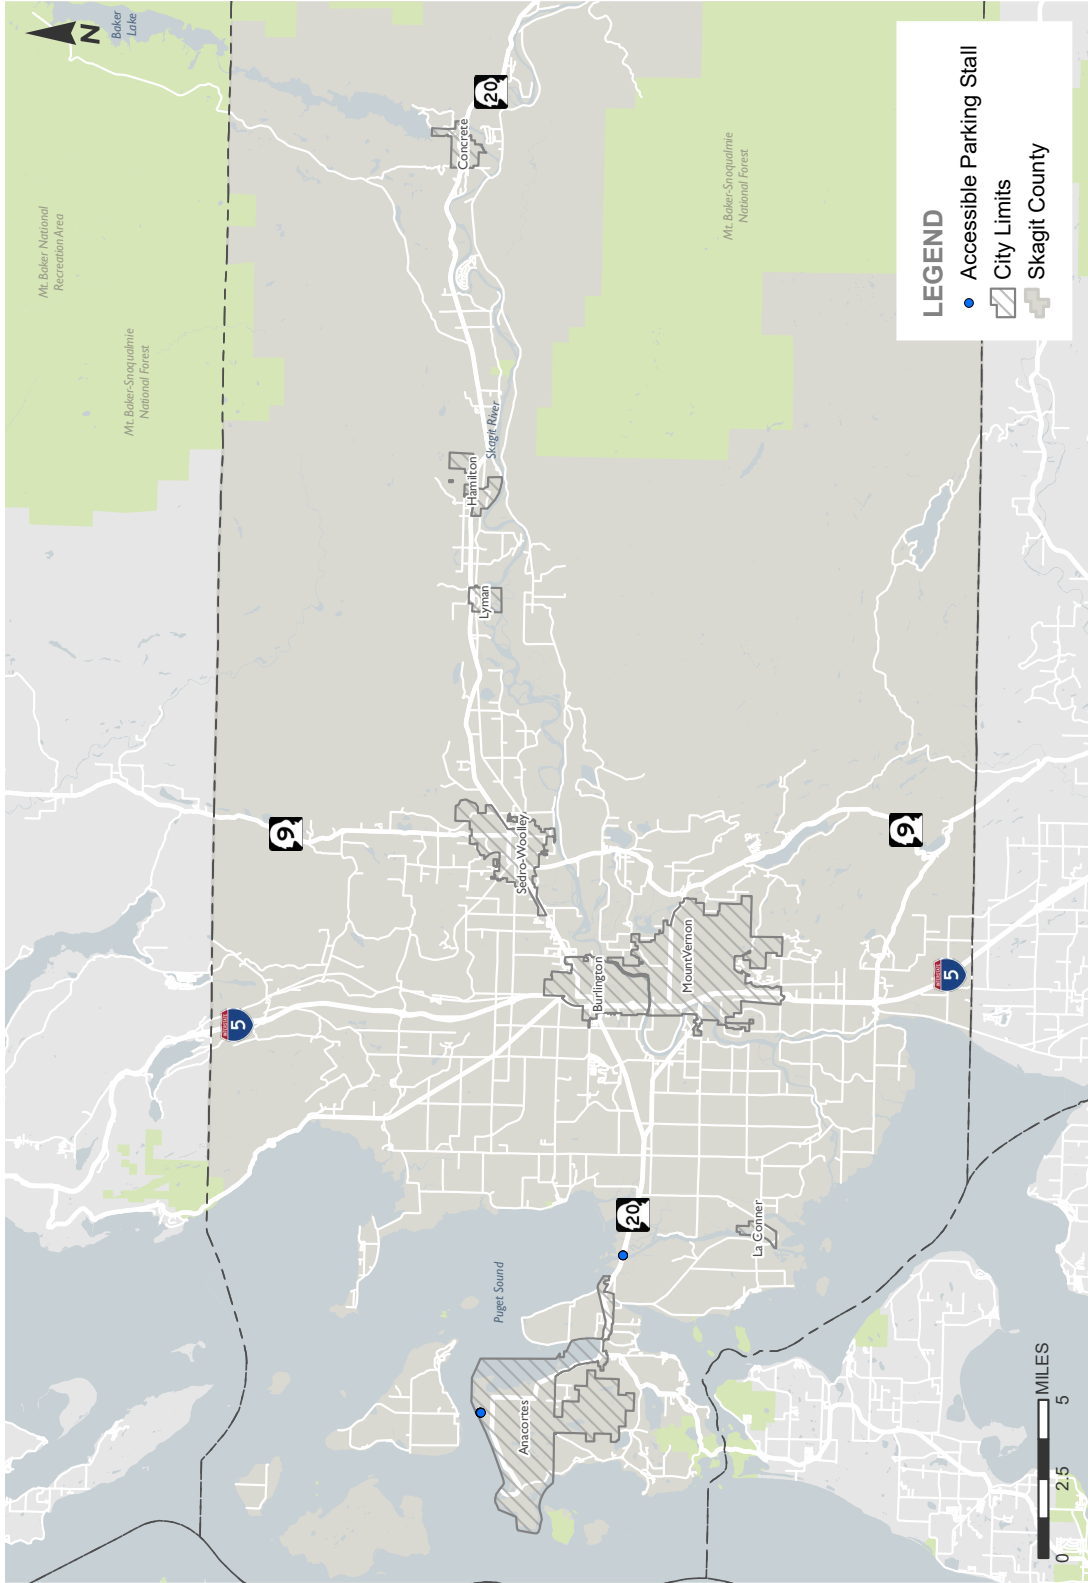 N
Baker
Lake
Mt. Baker National
Recreation Area
Mt. Baker-Snoqualmie
National Forest
Mt. Baker-Snoqualmie
National Forest
20
Concrete
Skagit River
Hamilton
Lyman
9
Sedro-Woolley
9
INTERSTATE
5
Burlington
Mount Vernon
INTERSTATE
5
20
La Conner
Puget Sound
Anacortes
LEGEND
Accessible Parking Stall
City Limits
Skagit County
0 2.5 5
MILES